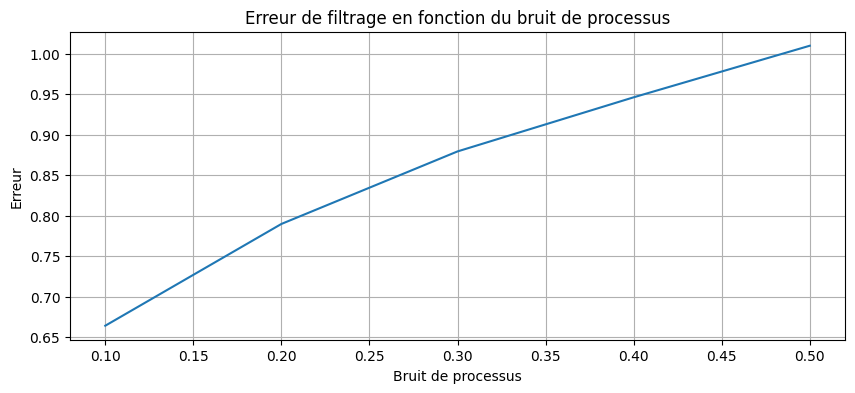 Erreur de filtrage en fonction du bruit de processus
1.00
0.95
0.90
0.85
0.80
0.75
0.70
0.65
Erreur
0.10 0.15 0.20 0.25 0.30 0.35 0.40 0.45 0.50
Bruit de processus